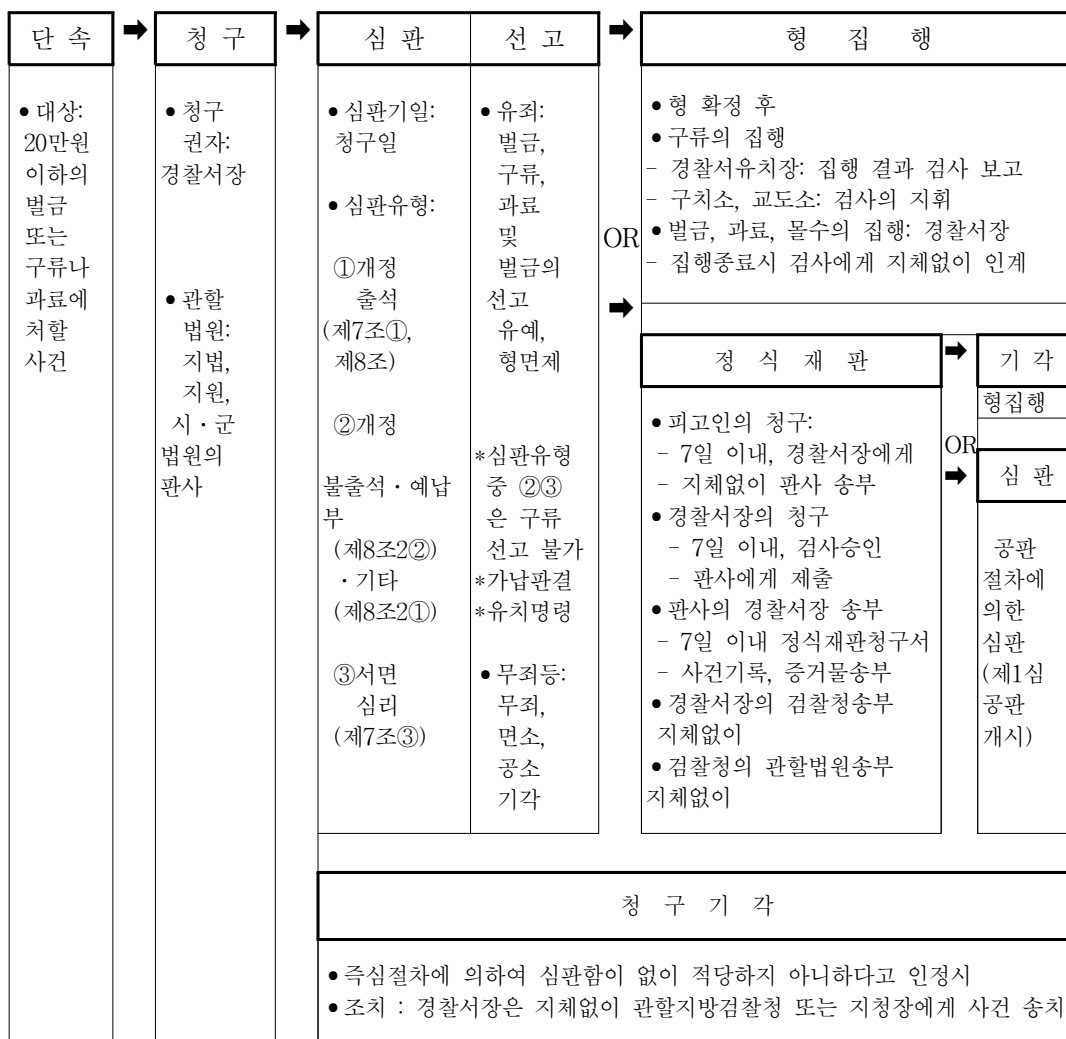 단 속
➡
청 구
➡
심 판
선 고
➡
형 집 행
● 대상:
20만원
이하의
벌금
또는
구류나
과료에
처할
사건
● 청구
권자:
경찰서장
● 관할
법원:
지법,
지원,
시·군
법원의
판사
● 심판기일:
청구일
● 심판유형:
①개정
출석
(제7조①,
제8조)
②개정
불출석·예납
부
(제8조2②)
·기타
(제8조2①)
③서면
심리
(제7조③)
● 유죄:
벌금,
구류,
과료
및
벌금의
선고
유예,
형면제
*심판유형
중 ②③
은 구류
선고 불가
*가납판결
*유치명령
● 무죄등:
무죄,
면소,
공소
기각
OR
➡
● 형 확정 후
● 구류의 집행
- 경찰서유치장: 집행 결과 검사 보고
- 구치소, 교도소: 검사의 지휘
● 벌금, 과료, 몰수의 집행: 경찰서장
- 집행종료시 검사에게 지체없이 인계
정 식 재 판
● 피고인의 청구:
- 7일 이내, 경찰서장에게
- 지체없이 판사 송부
● 경찰서장의 청구
- 7일 이내, 검사승인
- 판사에게 제출
● 판사의 경찰서장 송부
- 7일 이내 정식재판청구서
- 사건기록, 증거물송부
● 경찰서장의 검찰청송부
지체없이
● 검찰청의 관할법원송부
지체없이
➡
OR
➡
기 각
형집행
심 판
공판
절차에
의한
심판
(제1심
공판
개시)
청 구 기 각
● 즉심절차에 의하여 심판함이 없이 적당하지 아니하다고 인정시
● 조치 : 경찰서장은 지체없이 관할지방검찰청 또는 지청장에게 사건 송치